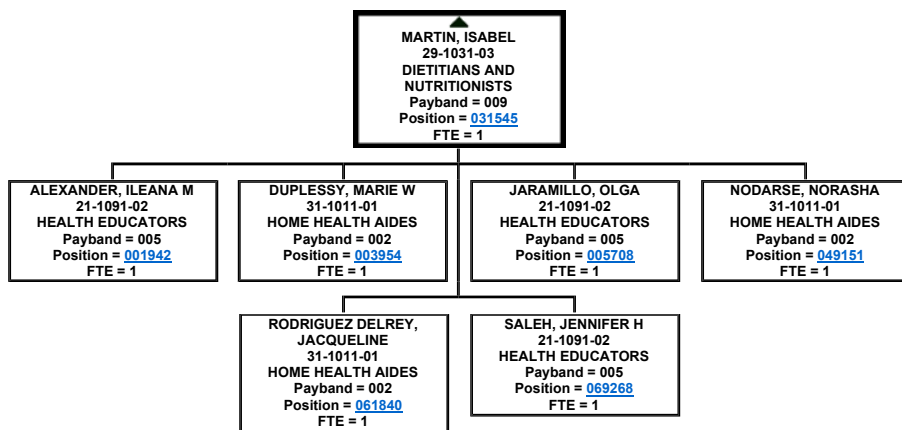 MARTIN, ISABEL
29-1031-03
DIETITIANS AND
NUTRITIONISTS
Payband = 009
Position = 031545
FTE = 1
ALEXANDER, ILEANA M
21-1091-02
HEALTH EDUCATORS
Payband = 005
Position = 001942
FTE = 1
DUPLESSY, MARIE W
31-1011-01
HOME HEALTH AIDES
Payband = 002
Position = 003954
FTE = 1
JARAMILLO, OLGA
21-1091-02
HEALTH EDUCATORS
Payband = 005
Position = 005708
FTE = 1
NODARSE, NORASHA
31-1011-01
HOME HEALTH AIDES
Payband = 002
Position = 049151
FTE = 1
RODRIGUEZ DELREY,
JACQUELINE
31-1011-01
HOME HEALTH AIDES
Payband = 002
Position = 061840
FTE = 1
SALEH, JENNIFER H
21-1091-02
HEALTH EDUCATORS
Payband = 005
Position = 069268
FTE = 1